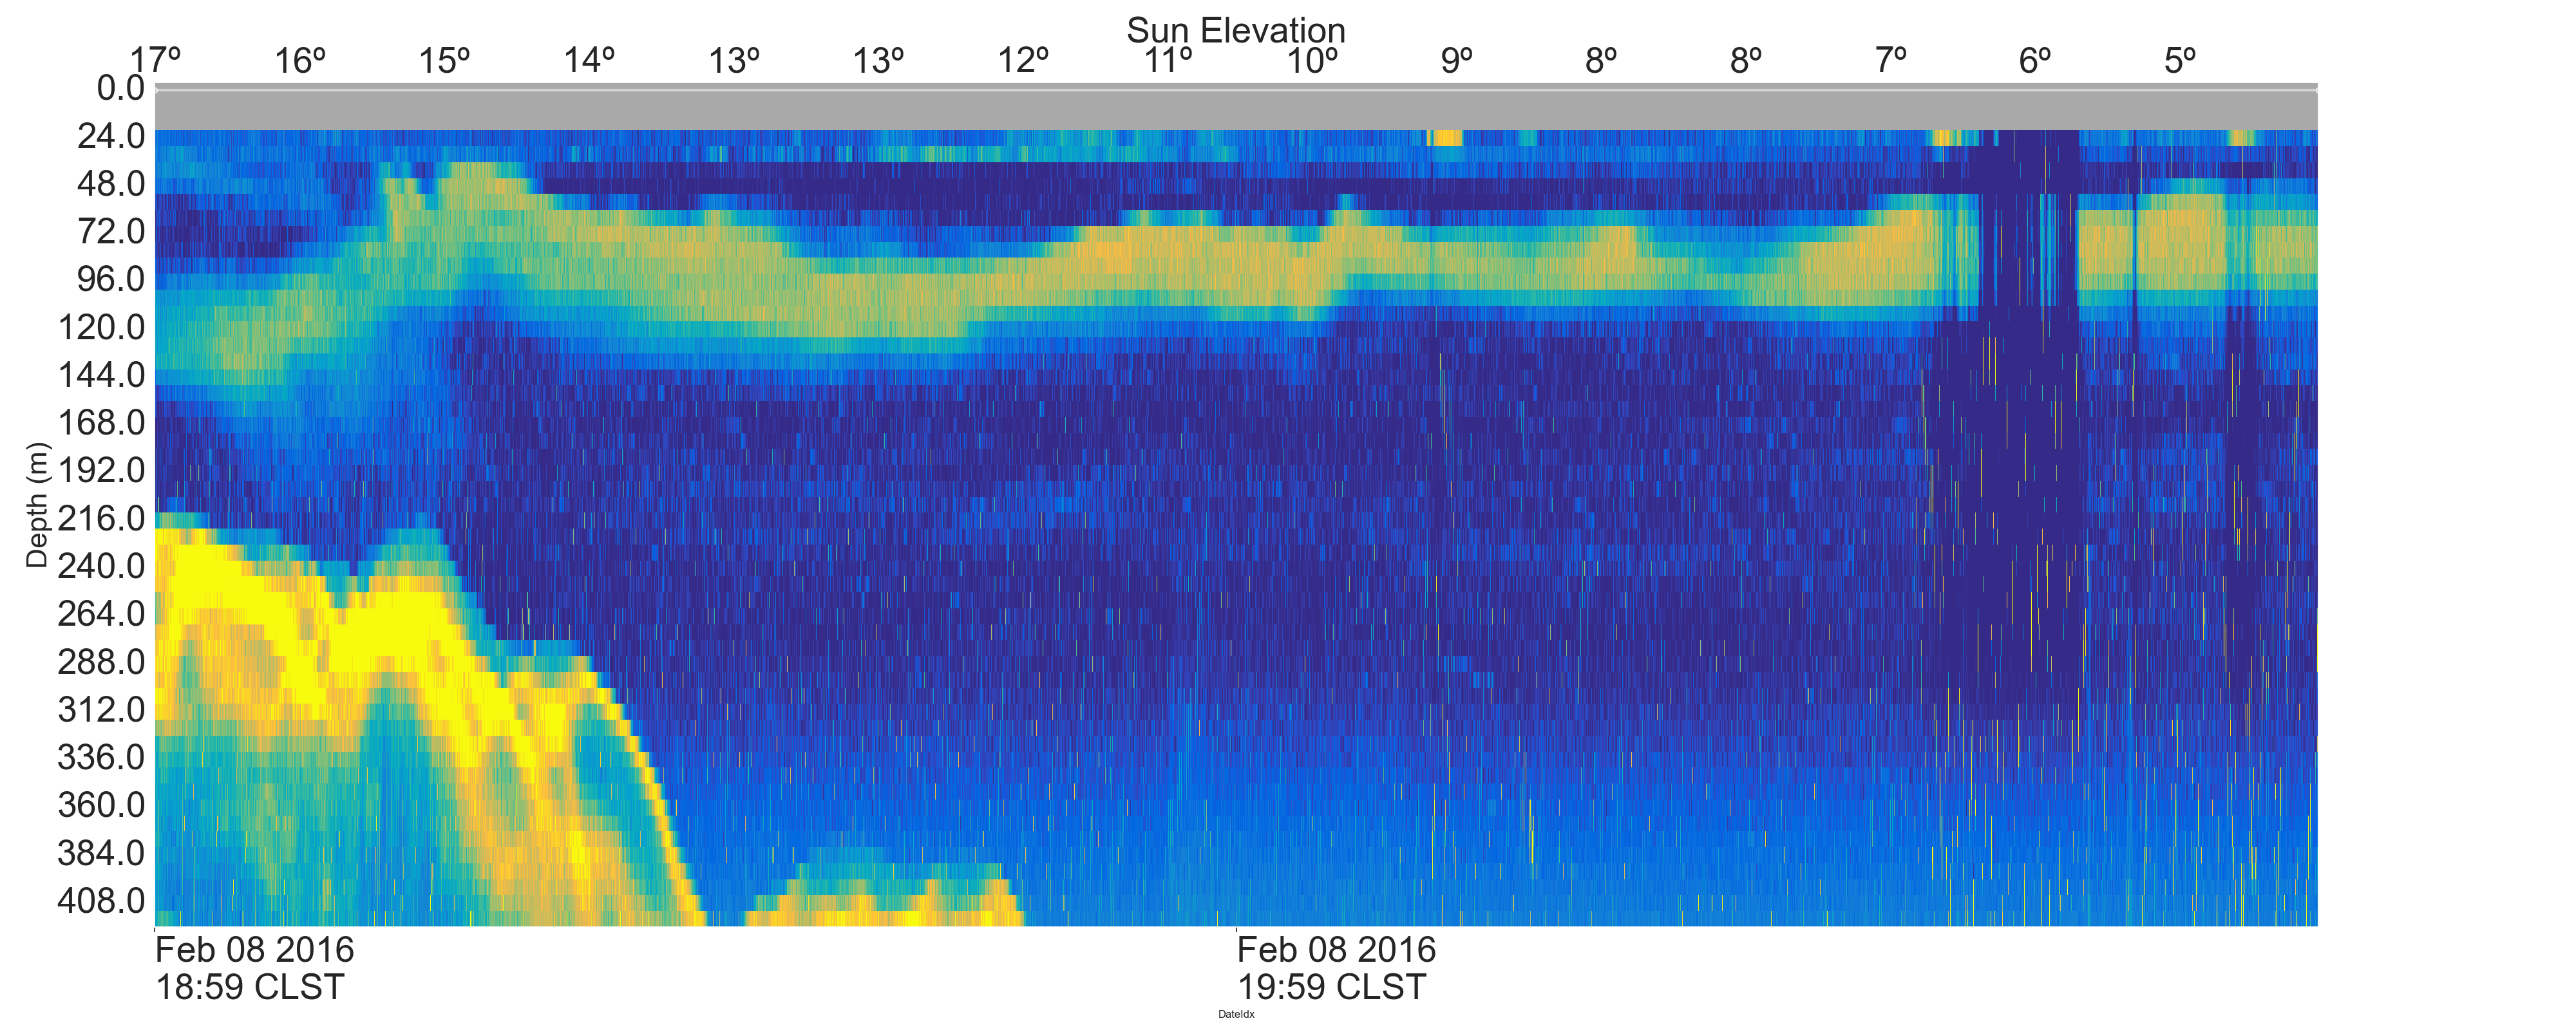 Sun Elevation
17º 16º 15º 14º 13º 13º 12º 11º 10º 9º 8º 8º 7º 6º 5º
0.0
24.0
48.0
72.0
96.0
120.0
144.0
168.0
192.0
216.0
240.0
264.0
288.0
312.0
336.0
360.0
384.0
408.0
Depth (m)
Feb 08 2016
18:59 CLST
Feb 08 2016
19:59 CLST
DateIdx